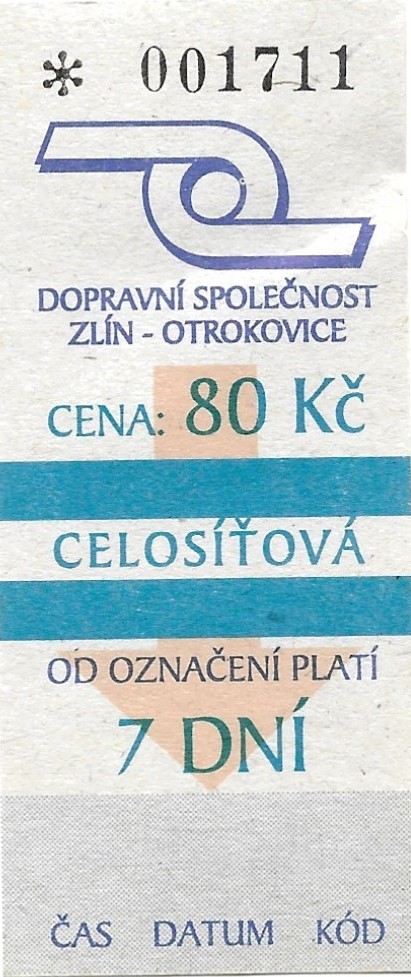 * 001711
DOPRAVNÍ SPOLEČNOST
ZLÍN - OTROKOVICE
CENA: 80 Kč
CELOSÍŤOVÁ
OD OZNAČENÍ PLATÍ
7 DNÍ
ČAS DATUM KÓD